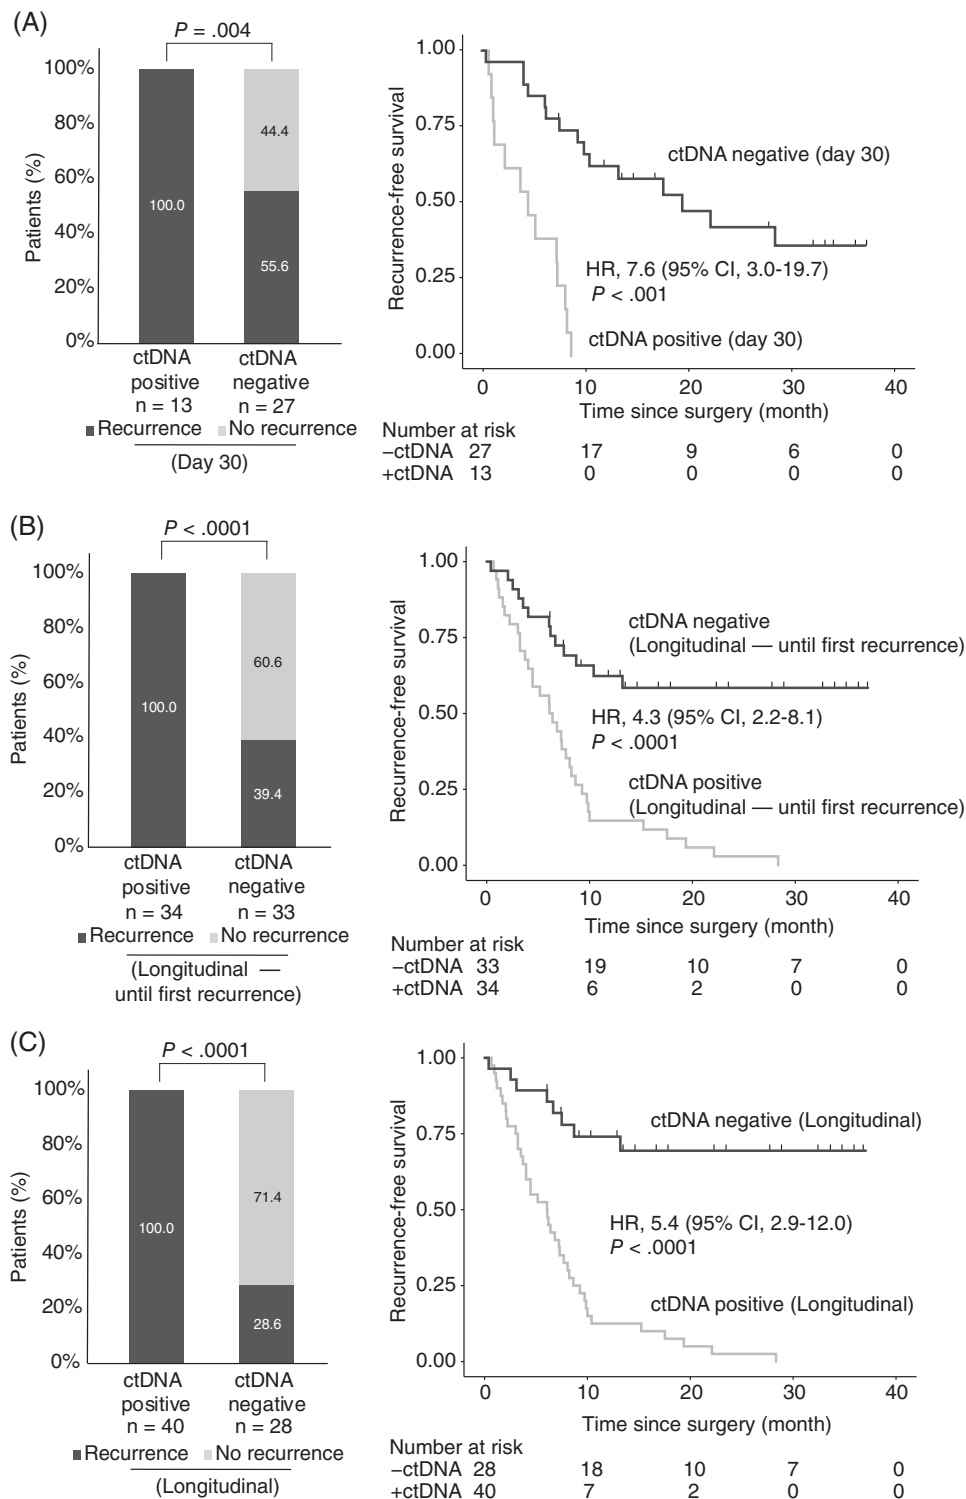 (A)
P = .004
100%
80%
60%
40%
20%
0%
Patients (%)
100.0
44.4
55.6
ctDNA positive n = 13
ctDNA negative n = 27
Recurrence No recurrence
(Day 30)
1.00
0.75
0.50
0.25
0.00
Recurrence-free survival
ctDNA negative (day 30)
HR, 7.6 (95% CI, 3.0-19.7)
P < .001
ctDNA positive (day 30)
0 10 20 30 40
Time since surgery (month)
Number at risk
−ctDNA 27 17 9 6 0
+ctDNA 13 0 0 0 0
(B)
P < .0001
100%
80%
60%
40%
20%
0%
Patients (%)
100.0
60.6
39.4
ctDNA positive n = 34
ctDNA negative n = 33
Recurrence No recurrence
(Longitudinal —
until first recurrence)
1.00
0.75
0.50
0.25
0.00
Recurrence-free survival
ctDNA negative
(Longitudinal — until first recurrence)
HR, 4.3 (95% CI, 2.2-8.1)
P < .0001
ctDNA positive
(Longitudinal — until first recurrence)
0 10 20 30 40
Time since surgery (month)
Number at risk
−ctDNA 33 19 10 7 0
+ctDNA 34 6 2 0 0
(C)
P < .0001
100%
80%
60%
40%
20%
0%
Patients (%)
100.0
71.4
28.6
ctDNA positive n = 40
ctDNA negative n = 28
Recurrence No recurrence
(Longitudinal)
1.00
0.75
0.50
0.25
0.00
Recurrence-free survival
ctDNA negative (Longitudinal)
HR, 5.4 (95% CI, 2.9-12.0)
P < .0001
ctDNA positive (Longitudinal)
0 10 20 30 40
Time since surgery (month)
Number at risk
−ctDNA 28 18 10 7 0
+ctDNA 40 7 2 0 0